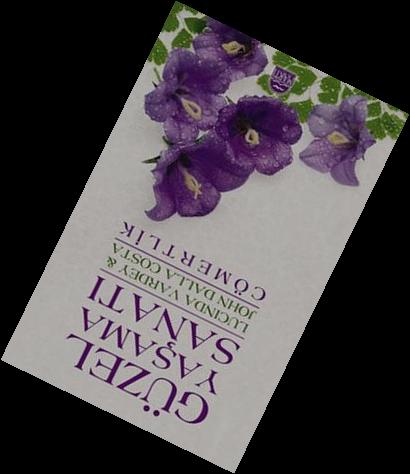 GÜZEL
YAŞAMA
SANATI
LUCINDA VARDEY &
JOHN DALLA COSTA
CÖMERTLİK